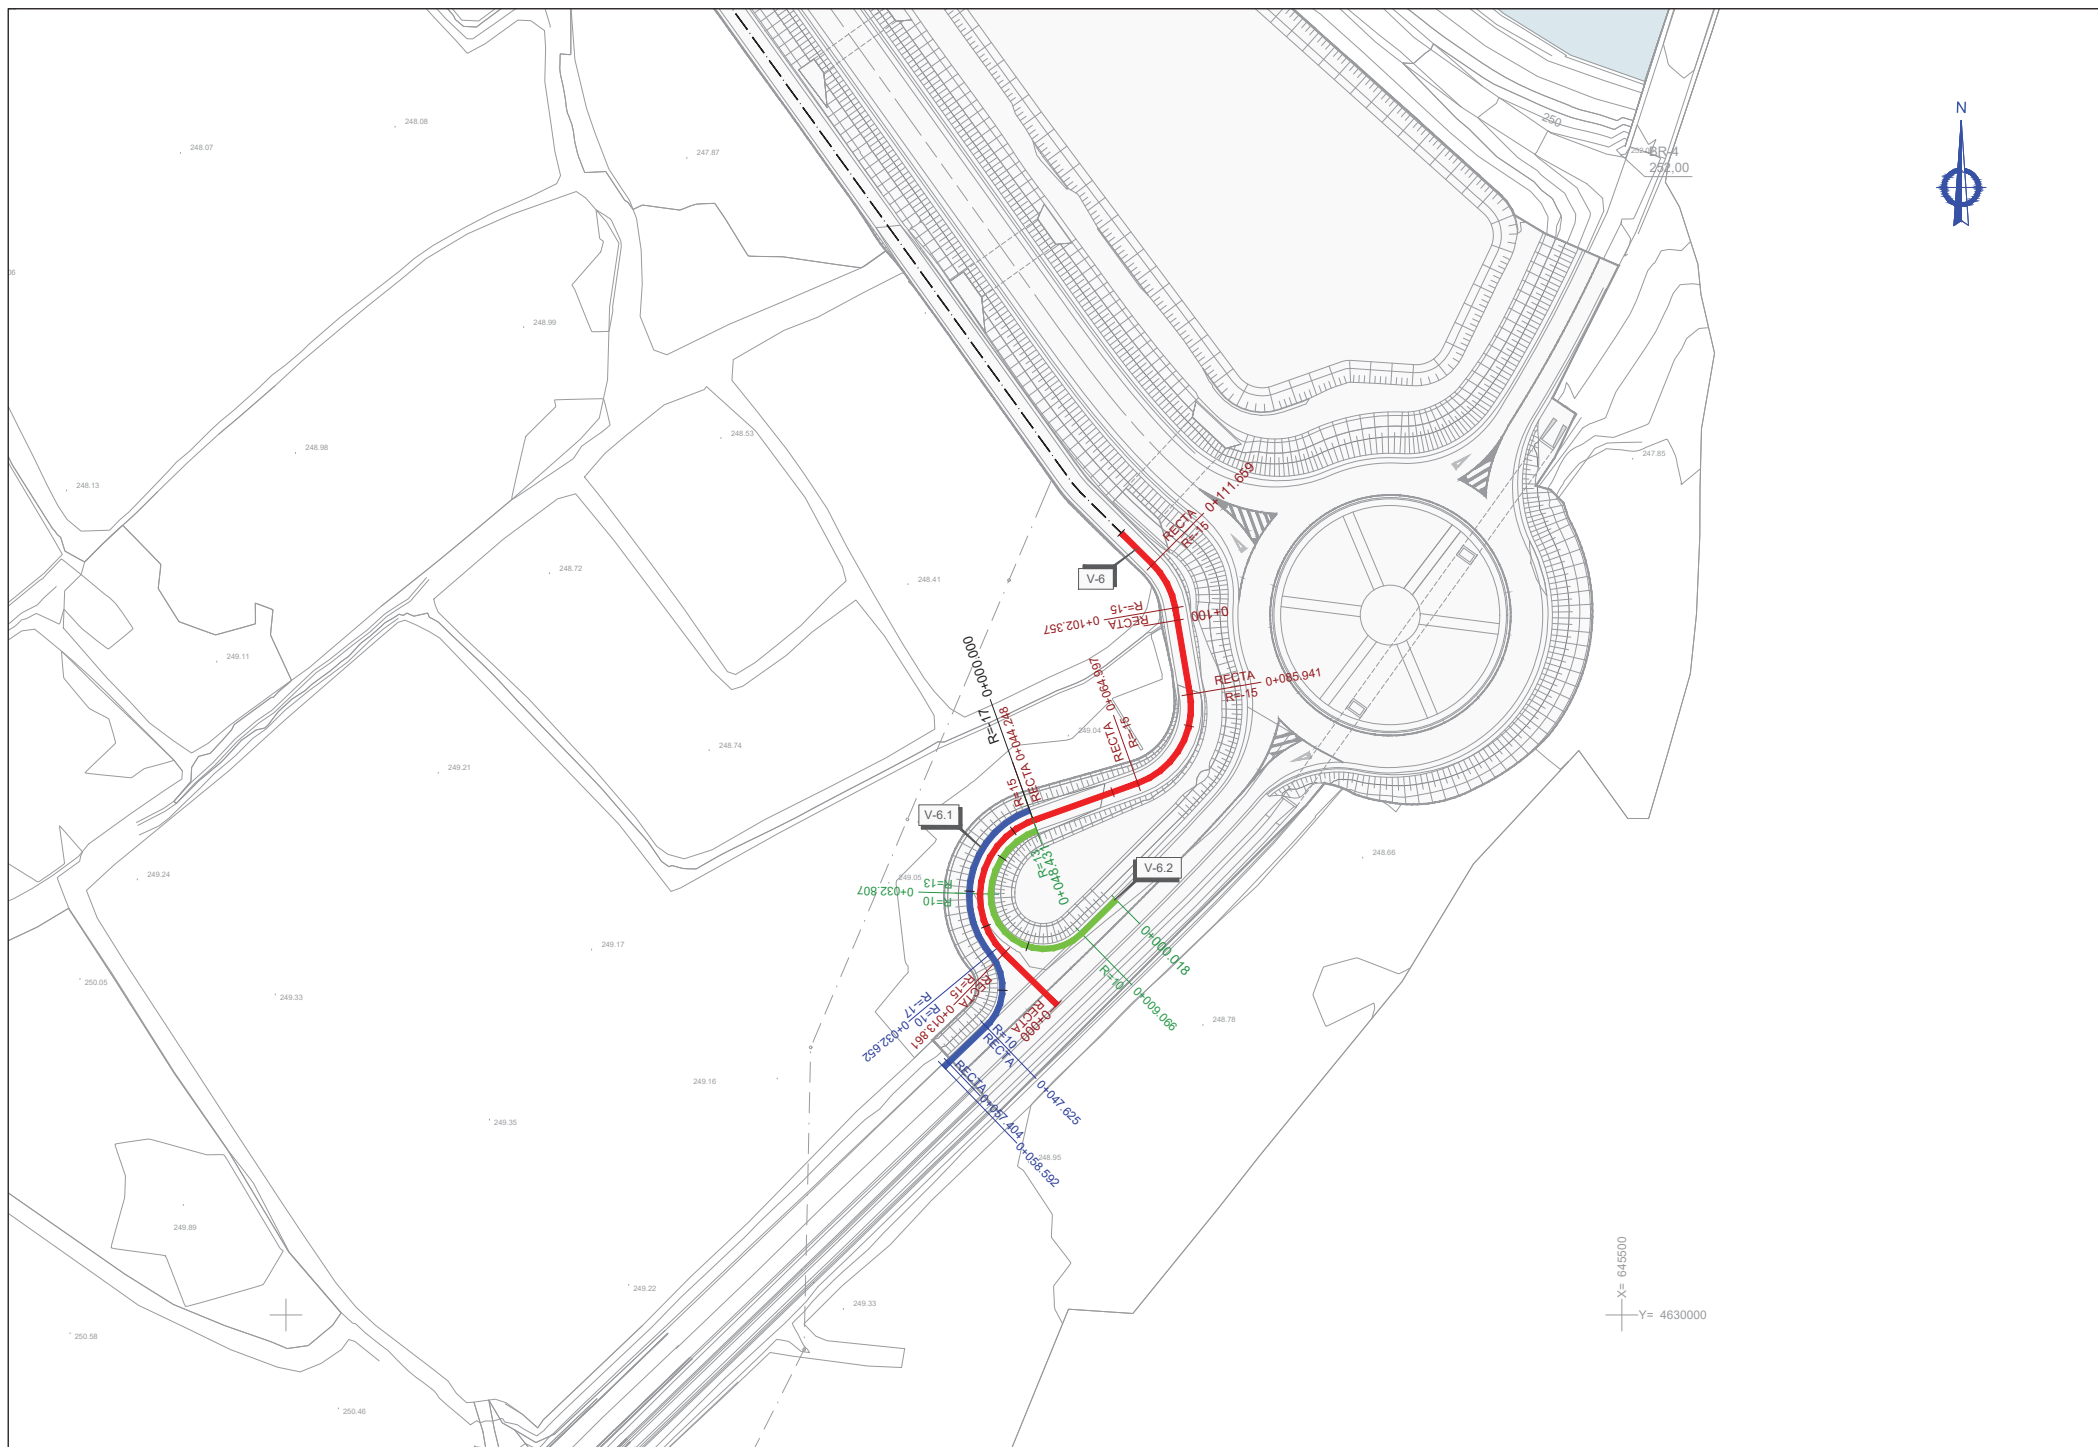 N
248.08
248.07
247.87
250
BR-4
252,00
248.99
248.53
248.98
247.85
248.13
0+111.659
RECTA
R=-15
V-6
248.72
248.41
R=-15
RECTA
0+102.357
0+100
R=-17
0+000.000
249.11
RECTA
R=-15
0+085.941
RECTA
R=-15
0+064.997
249.04
248.74
249.21
R=15
RECTA
0+044.248
V-6.1
V-6.2
248.66
249.24
249.05
R=13
R=10
0+032.807
R=13
0+048.431
249.17
0+000.018
R=10
0+009.066
250.05
249.33
RECTA
R=15
0+013.861
R=-17
R=10
0+032.652
RECTA
0+000
248.78
R=10
RECTA
0+047.625
249.16
RECTA
0+057.404
0+058.592
249.35
248.95
249.89
249.22
249.33
X= 645500
Y= 4630000
250.58
250.46